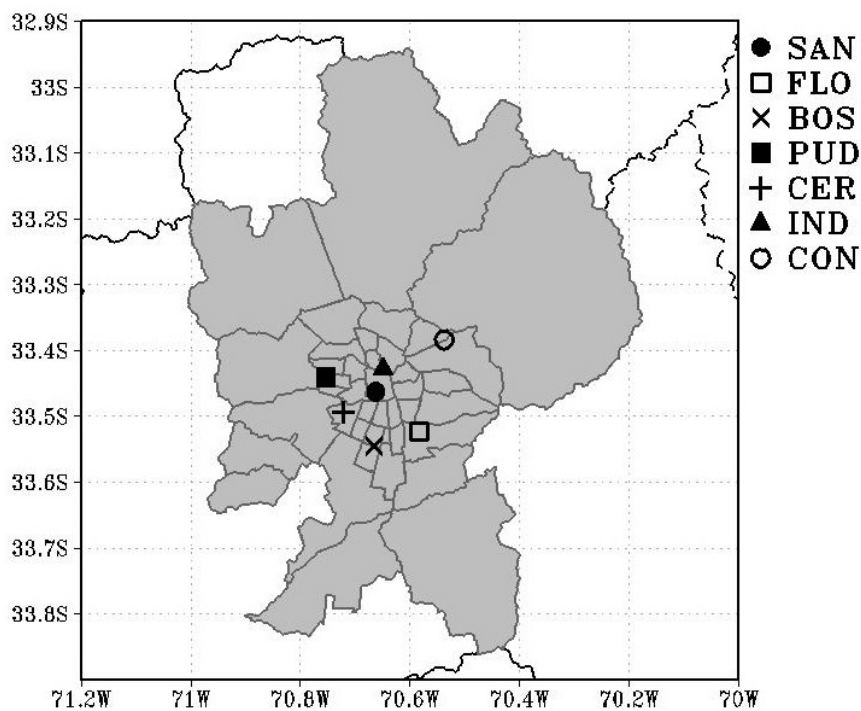 32.9S
33S
33.1S
33.2S
33.3S
33.4S
33.5S
33.6S
33.7S
33.8S
71.2W 71W 70.8W 70.6W 70.4W 70.2W 70W
SAN
FLO
BOS
PUD
CER
IND
CON